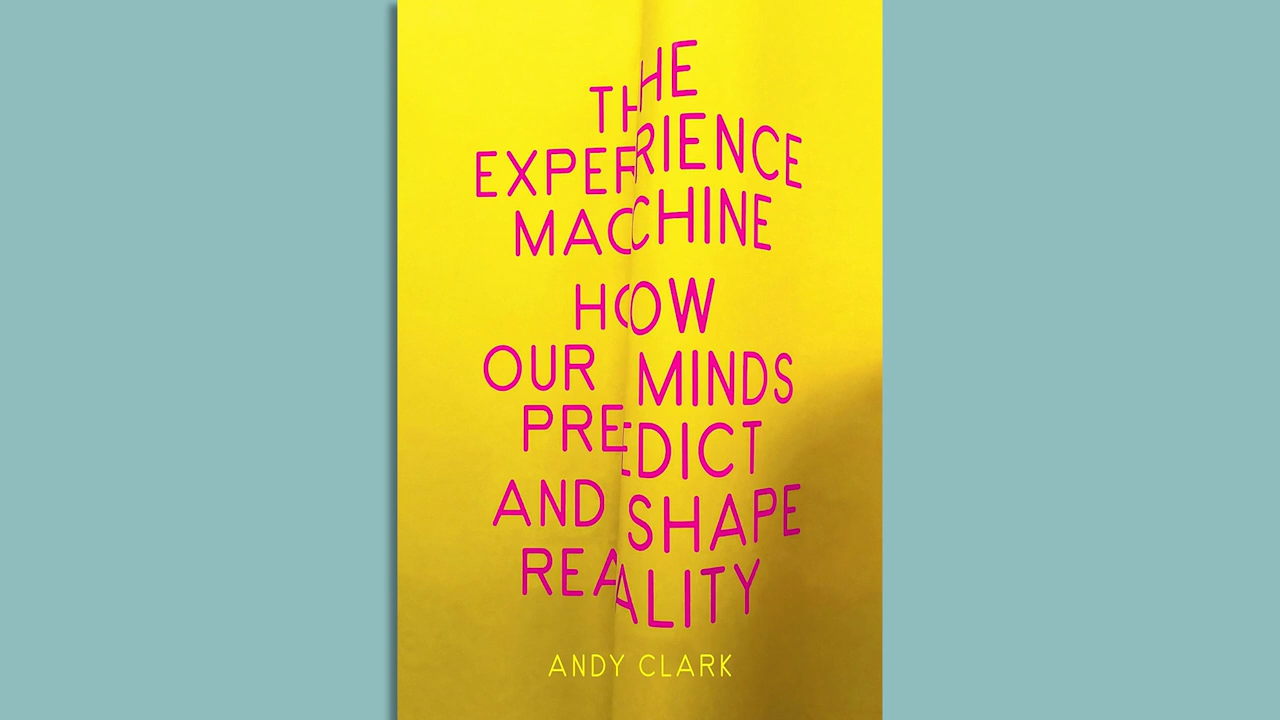 THE
EXPERIENCE
MACHINE
HOW
OUR MINDS
PREDICT
AND SHAPE
REALITY
ANDY CLARK